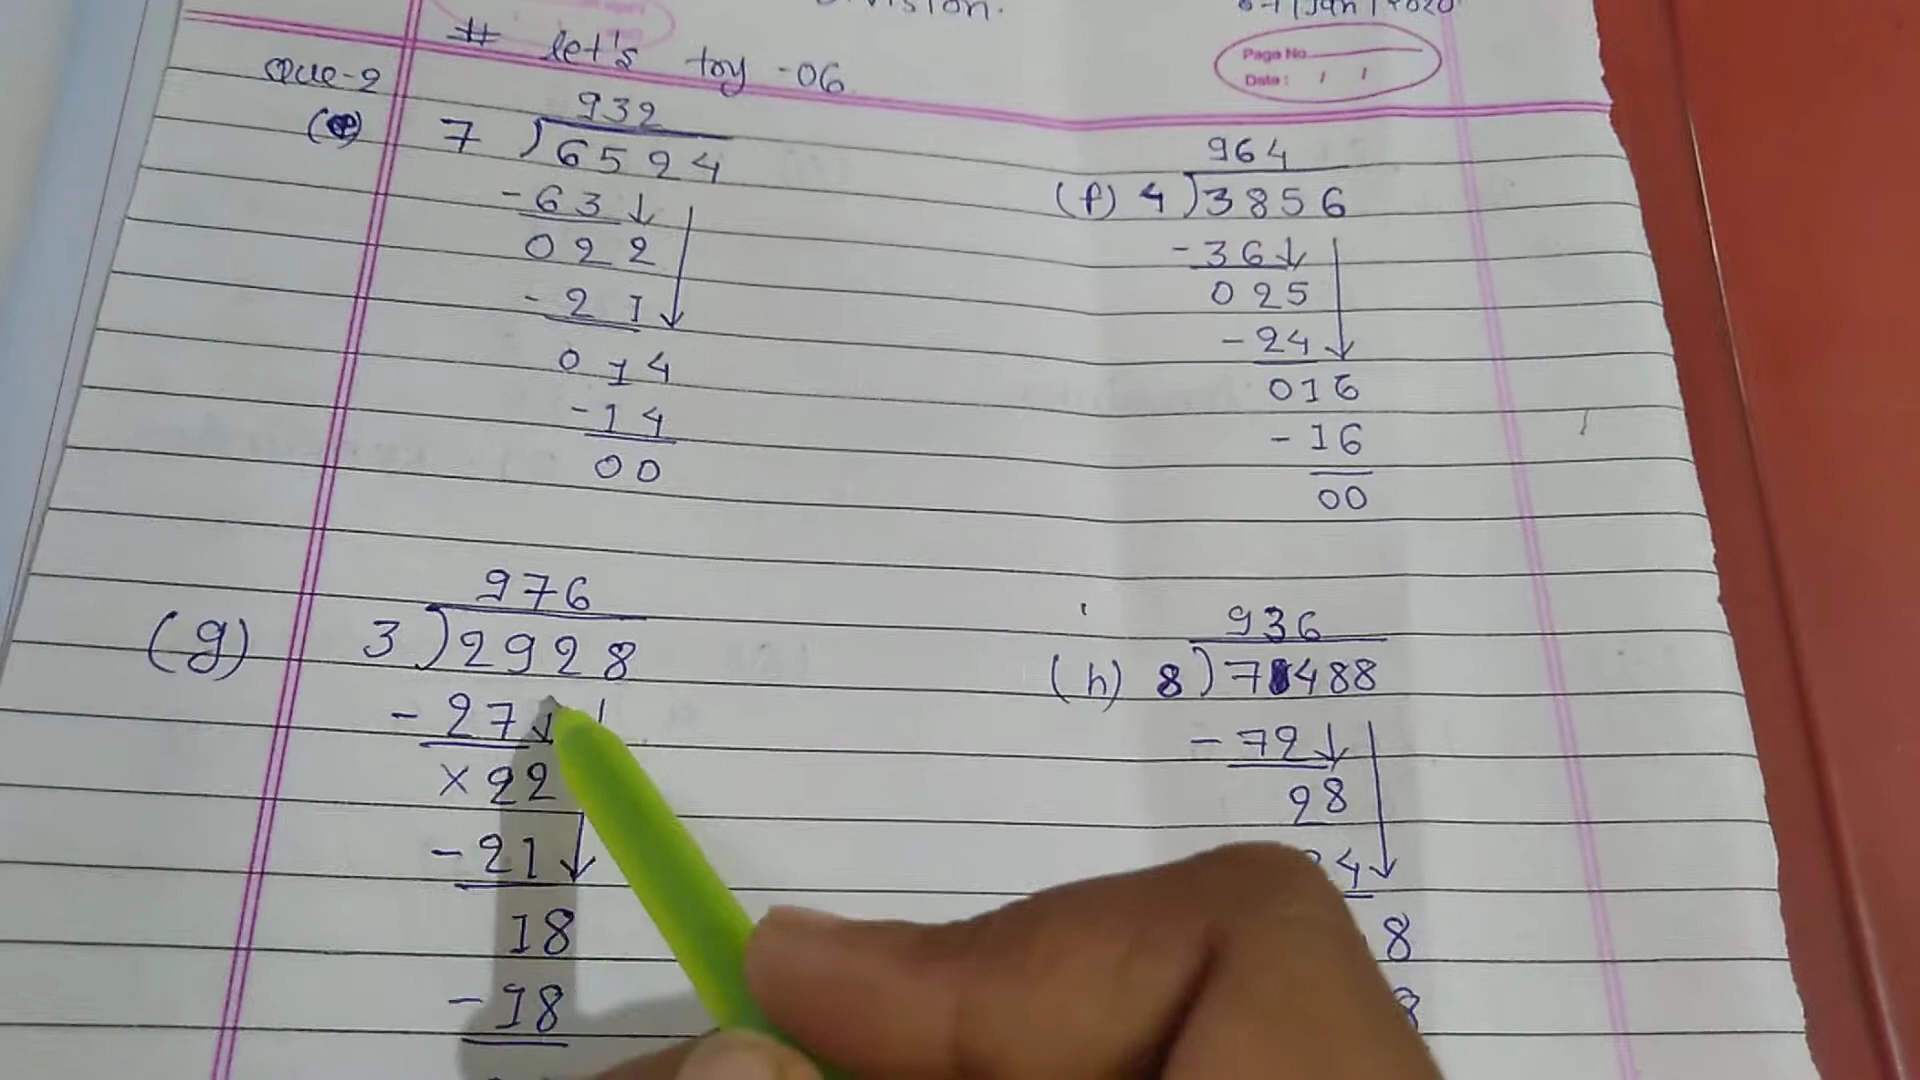 # let's try -06
Page No.
Date: / /
Que-2
(e) 932
7 ) 6524
- 63 ↓
022
- 21
014
- 14
00
964
(f) 4 ) 3856
- 36 ↓
025
- 24
016
- 16
00
976
(g) 3 ) 2928
- 27 ↓
× 22
- 21 ↓
18
- 18
936
(h) 8 ) 7488
- 72 ↓
28
4
8